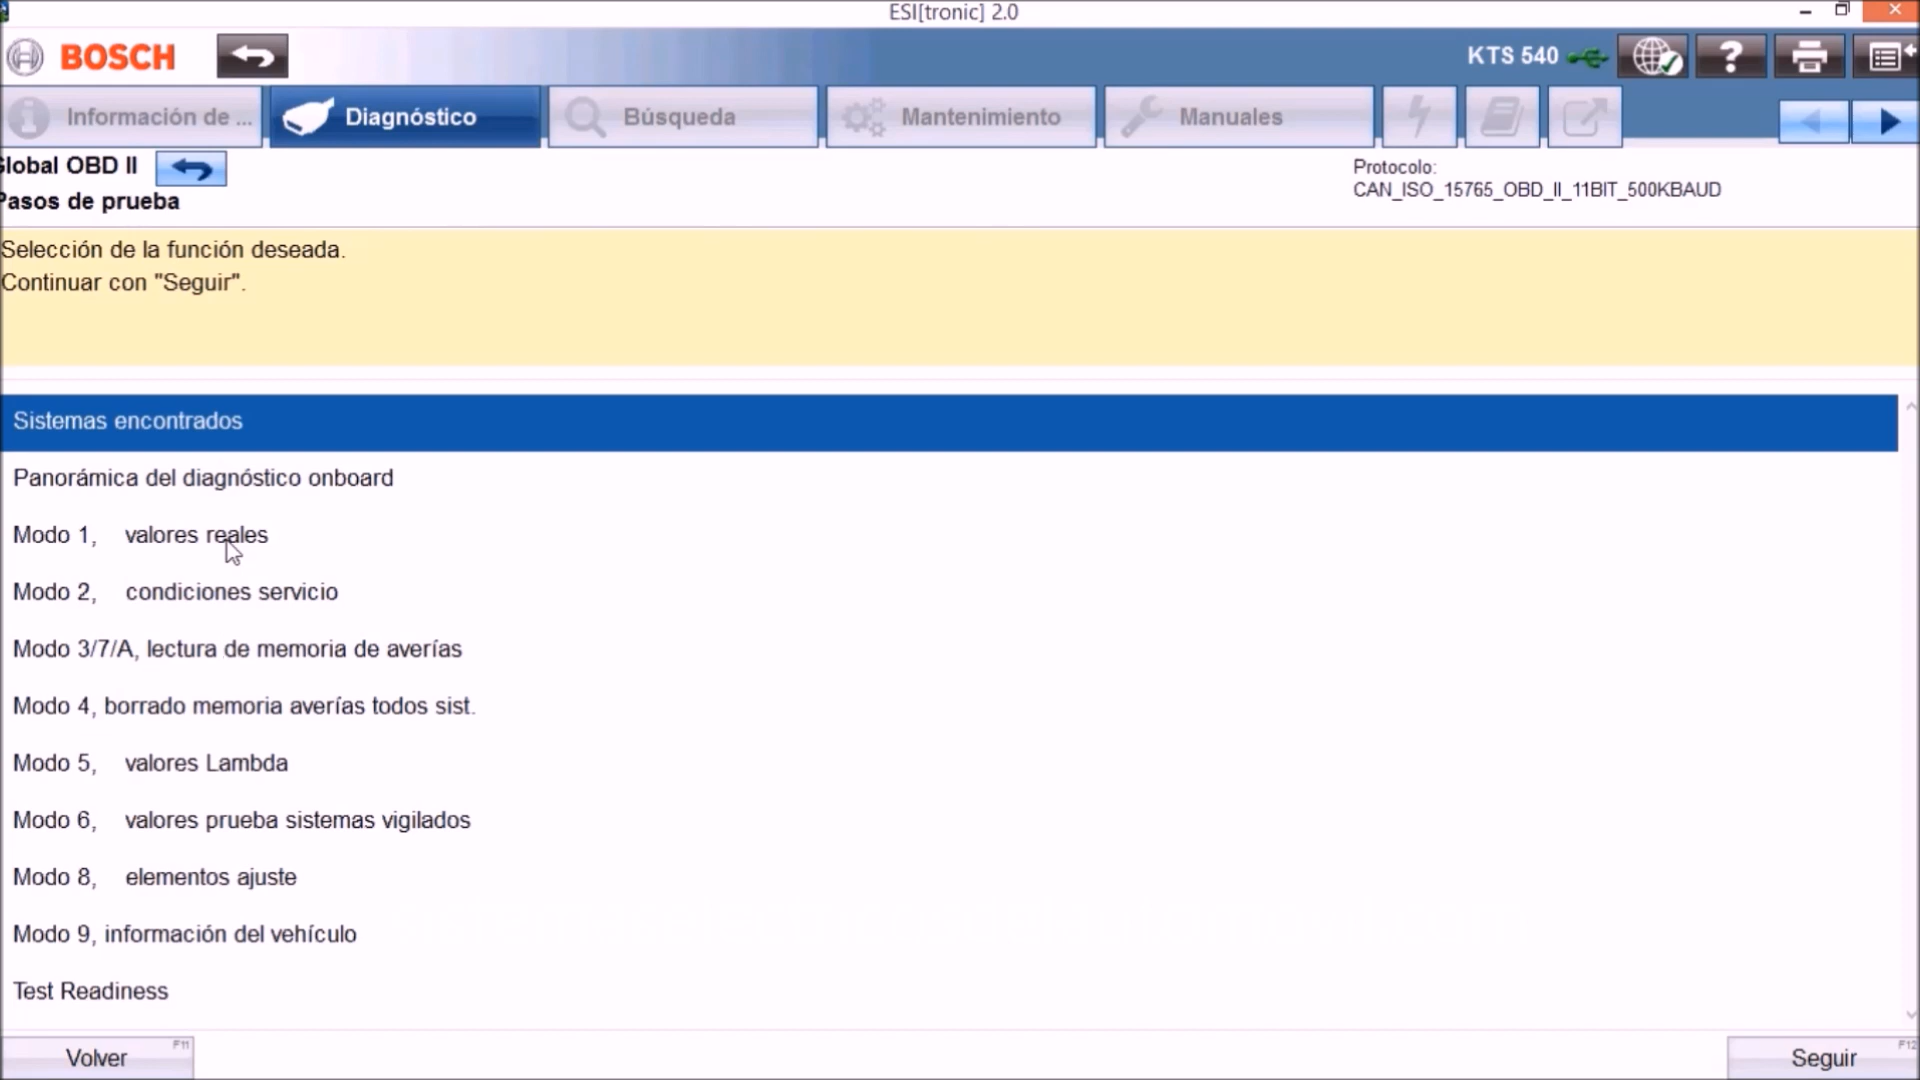 ESI[tronic] 2.0
BOSCH
KTS 540
?
Información de ...
Diagnóstico
Búsqueda
Mantenimiento
Manuales
lobal OBD II
Protocolo:
CAN_ISO_15765_OBD_II_11BIT_500KBAUD
asos de prueba
Selección de la función deseada.
Continuar con "Seguir".
Sistemas encontrados
Panorámica del diagnóstico onboard
Modo 1, valores reales
Modo 2, condiciones servicio
Modo 3/7/A, lectura de memoria de averías
Modo 4, borrado memoria averías todos sist.
Modo 5, valores Lambda
Modo 6, valores prueba sistemas vigilados
Modo 8, elementos ajuste
Modo 9, información del vehículo
Test Readiness
Volver F11
Seguir F12